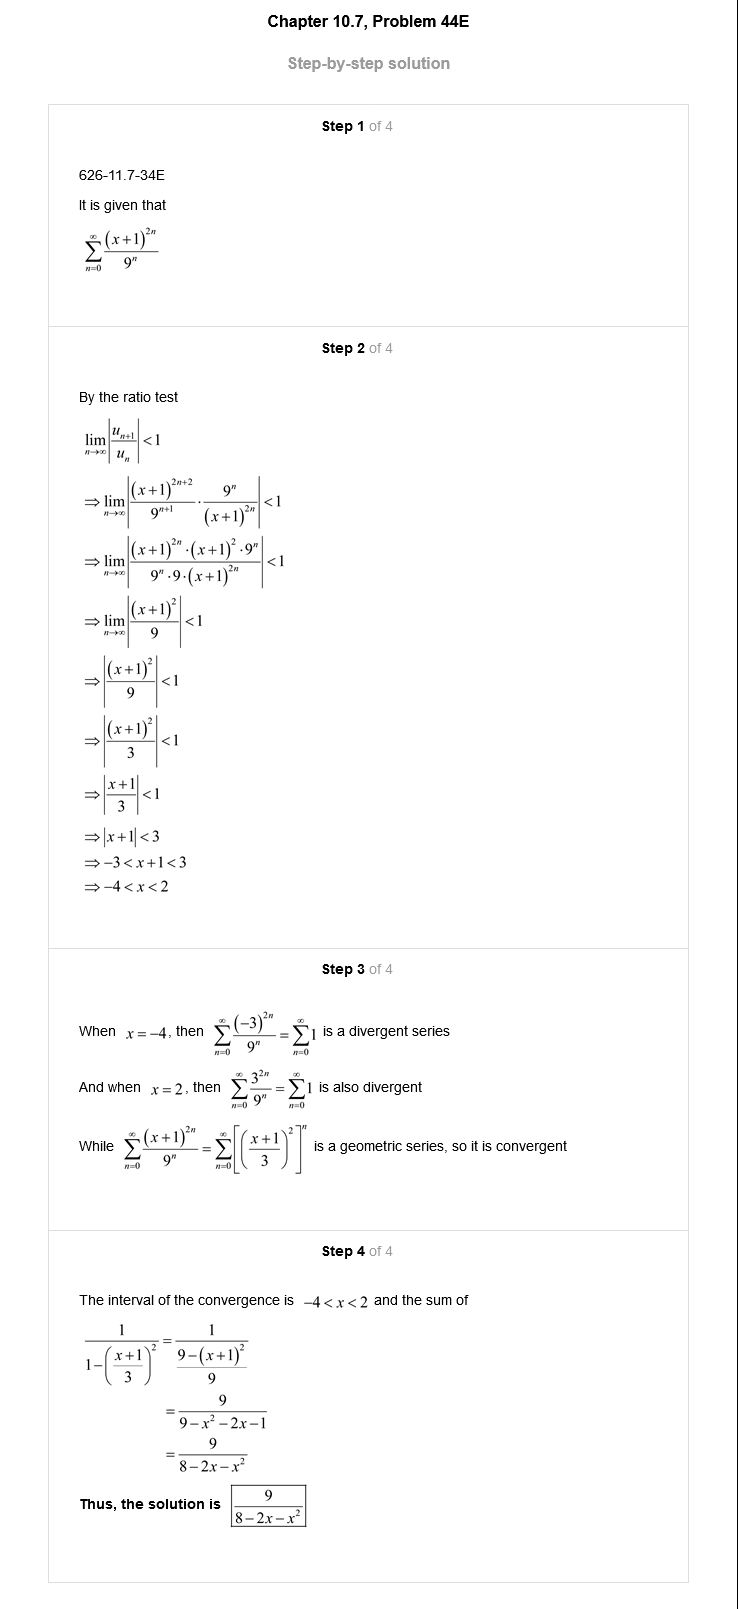 Chapter 10.7, Problem 44E
Step-by-step solution
Step 1 of 4
626-11.7-34E
It is given that
$\sum_{n=0}^{\infty} \frac{(x+1)^{2n}}{9^n}$
Step 2 of 4
By the ratio test
$\lim_{n\to\infty} \left|\frac{u_{n+1}}{u_n}\right| < 1$
$\Rightarrow \lim_{n\to\infty} \left|\frac{(x+1)^{2n+2}}{9^{n+1}} \cdot \frac{9^n}{(x+1)^{2n}}\right| < 1$
$\Rightarrow \lim_{n\to\infty} \left|\frac{(x+1)^{2n} \cdot (x+1)^2 \cdot 9^n}{9^n \cdot 9 \cdot (x+1)^{2n}}\right| < 1$
$\Rightarrow \lim_{n\to\infty} \left|\frac{(x+1)^2}{9}\right| < 1$
$\Rightarrow \left|\frac{(x+1)^2}{9}\right| < 1$
$\Rightarrow \left|\frac{(x+1)^2}{3}\right| < 1$
$\Rightarrow \left|\frac{x+1}{3}\right| < 1$
$\Rightarrow |x+1| < 3$
$\Rightarrow -3 < x+1 < 3$
$\Rightarrow -4 < x < 2$
Step 3 of 4
When $x = -4$, then $\sum_{n=0}^{\infty} \frac{(-3)^{2n}}{9^n} = \sum_{n=0}^{\infty} 1$ is a divergent series
And when $x = 2$, then $\sum_{n=0}^{\infty} \frac{3^{2n}}{9^n} = \sum_{n=0}^{\infty} 1$ is also divergent
While $\sum_{n=0}^{\infty} \frac{(x+1)^{2n}}{9^n} = \sum_{n=0}^{\infty} \left[\left(\frac{x+1}{3}\right)^2\right]^n$ is a geometric series, so it is convergent
Step 4 of 4
The interval of the convergence is $-4 < x < 2$ and the sum of
$\frac{1}{1-\left(\frac{x+1}{3}\right)^2} = \frac{1}{\frac{9-(x+1)^2}{9}}$
$= \frac{9}{9-x^2-2x-1}$
$= \frac{9}{8-2x-x^2}$
Thus, the solution is $\boxed{\frac{9}{8-2x-x^2}}$